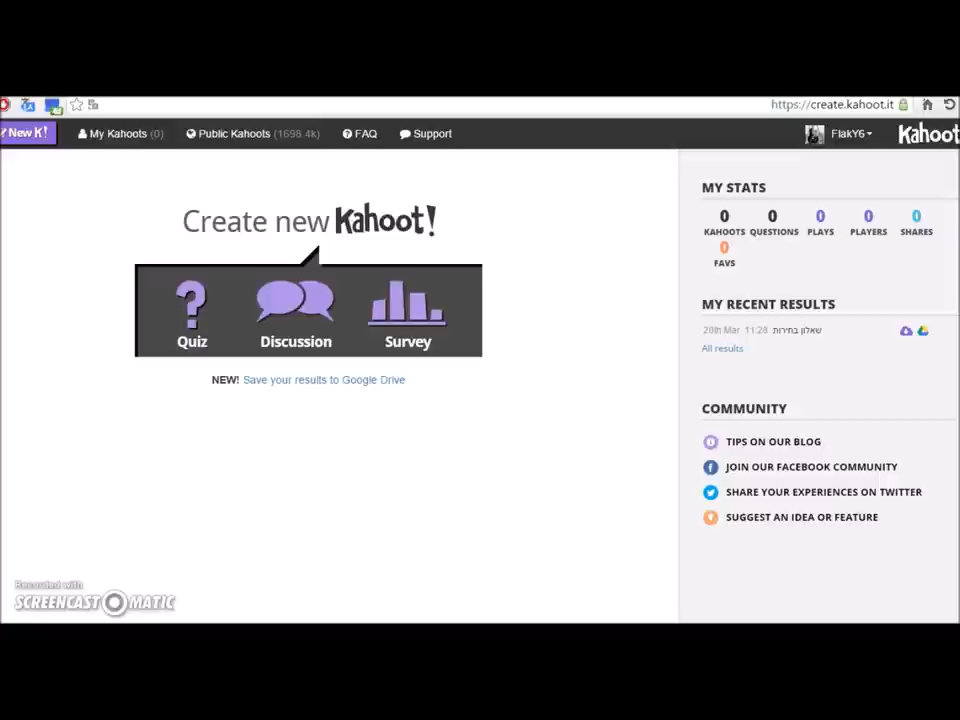 https://create.kahoot.it
New K!
My Kahoots (0)
Public Kahoots (1698.4k)
FAQ
Support
FlakY6
Kahoot
Create new Kahoot!
Quiz
Discussion
Survey
NEW! Save your results to Google Drive
MY STATS
0 0 0 0 0
KAHOOTS QUESTIONS PLAYS PLAYERS SHARES
0
FAVS
MY RECENT RESULTS
20th Mar 11:28 שאלון בחירות
All results
COMMUNITY
TIPS ON OUR BLOG
JOIN OUR FACEBOOK COMMUNITY
SHARE YOUR EXPERIENCES ON TWITTER
SUGGEST AN IDEA OR FEATURE
Recorded with
SCREENCAST MATIC